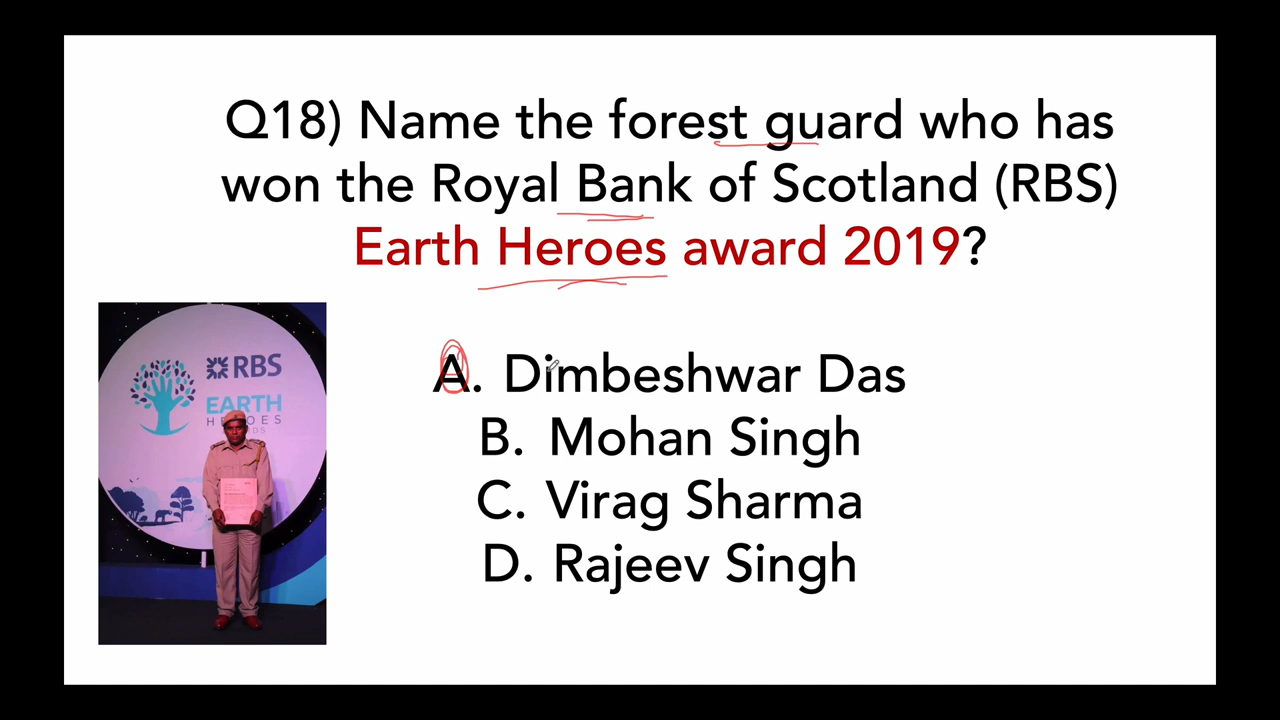 Q18) Name the forest guard who has
won the Royal Bank of Scotland (RBS)
Earth Heroes award 2019?
RBS
EARTH
HEROES
A. Dimbeshwar Das
B. Mohan Singh
C. Virag Sharma
D. Rajeev Singh